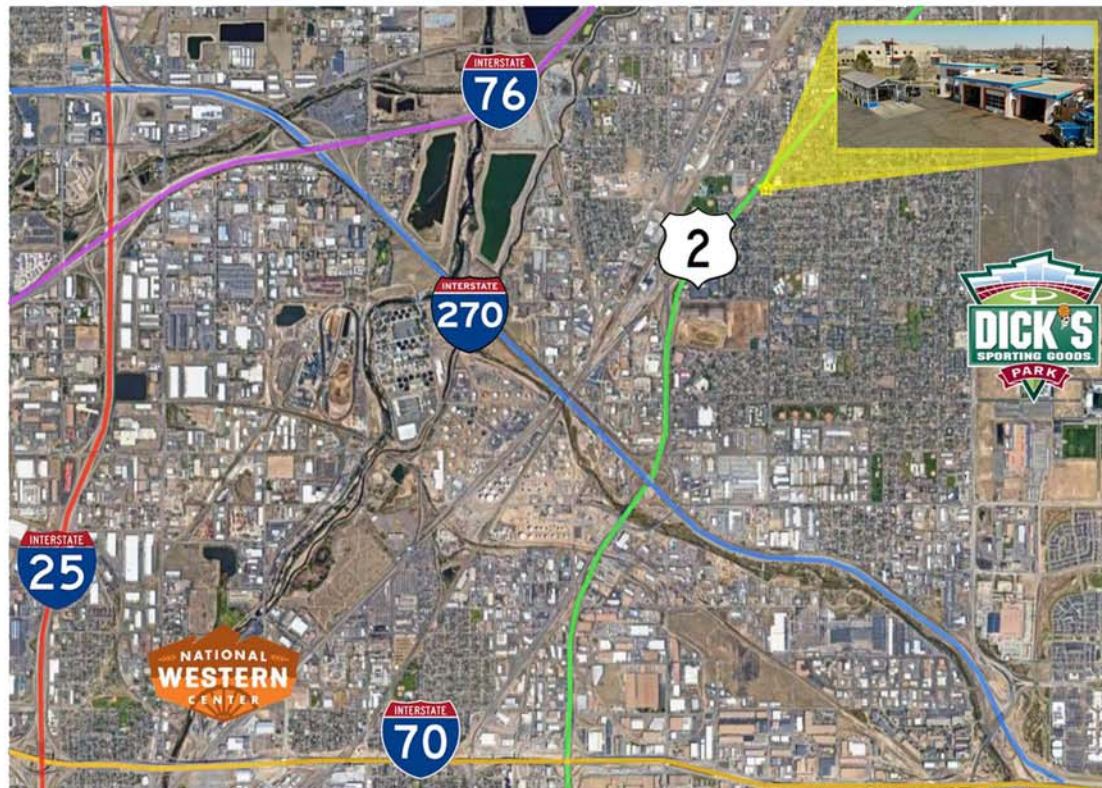 INTERSTATE
76
2
INTERSTATE
270
DICK'S
SPORTING GOODS
PARK
INTERSTATE
25
NATIONAL
WESTERN
CENTER
INTERSTATE
70